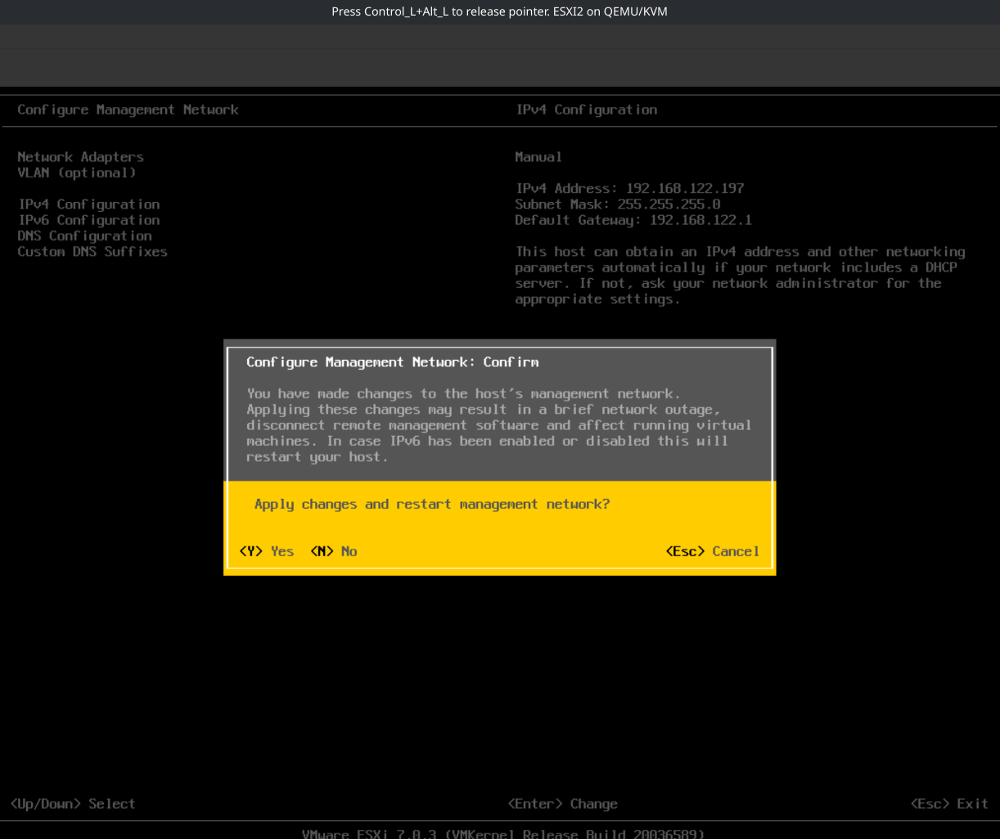 Press Control_L+Alt_L to release pointer. ESXI2 on QEMU/KVM
Configure Management Network
IPv4 Configuration
Network Adapters
VLAN (optional)
IPv4 Configuration
IPv6 Configuration
DNS Configuration
Custom DNS Suffixes
Manual
IPv4 Address: 192.168.122.197
Subnet Mask: 255.255.255.0
Default Gateway: 192.168.122.1
This host can obtain an IPv4 address and other networking
parameters automatically if your network includes a DHCP
server. If not, ask your network administrator for the
appropriate settings.
Configure Management Network: Confirm
You have made changes to the host's management network.
Applying these changes may result in a brief network outage,
disconnect remote management software and affect running virtual
machines. In case IPv6 has been enabled or disabled this will
restart your host.
Apply changes and restart management network?
<Y> Yes <N> No <Esc> Cancel
<Up/Down> Select <Enter> Change <Esc> Exit
VMware ESXi 7.0.3 (VMKernel Release Build 20036589)